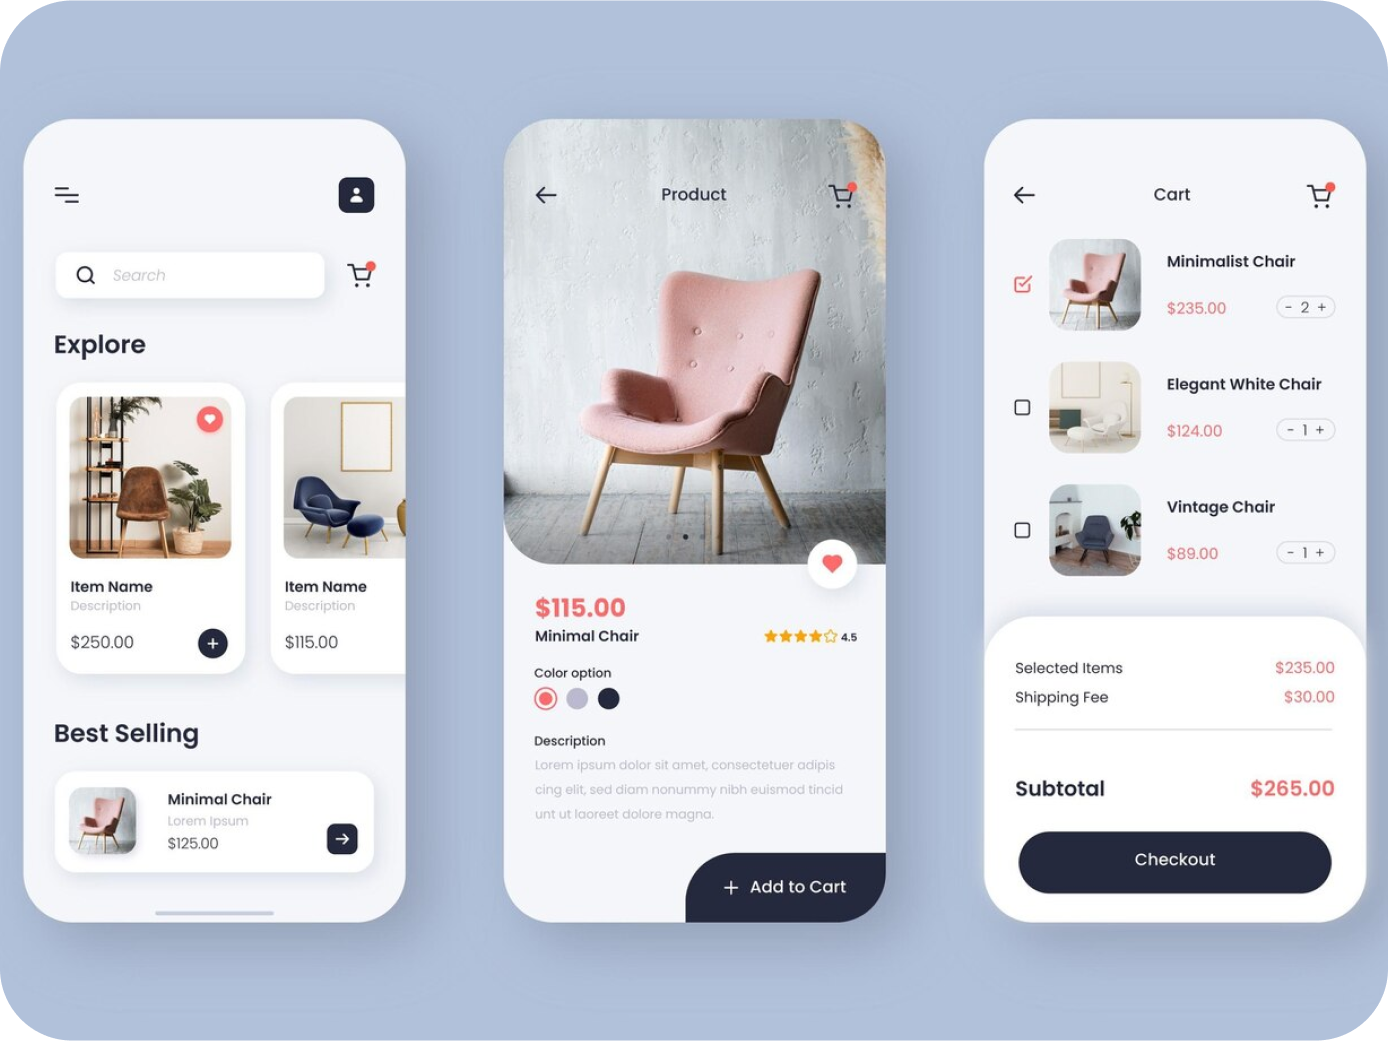 Search
Explore
Item Name
Description
$250.00
+
Item Name
Description
$115.00
Best Selling
Minimal Chair
Lorem Ipsum
$125.00
Product
$115.00
Minimal Chair
4.5
Color option
Description
Lorem ipsum dolor sit amet, consectetuer adipis
cing elit, sed diam nonummy nibh euismod tincid
unt ut laoreet dolore magna.
+ Add to Cart
Cart
Minimalist Chair
$235.00 - 2 +
Elegant White Chair
$124.00 - 1 +
Vintage Chair
$89.00 - 1 +
Selected Items $235.00
Shipping Fee $30.00
Subtotal $265.00
Checkout